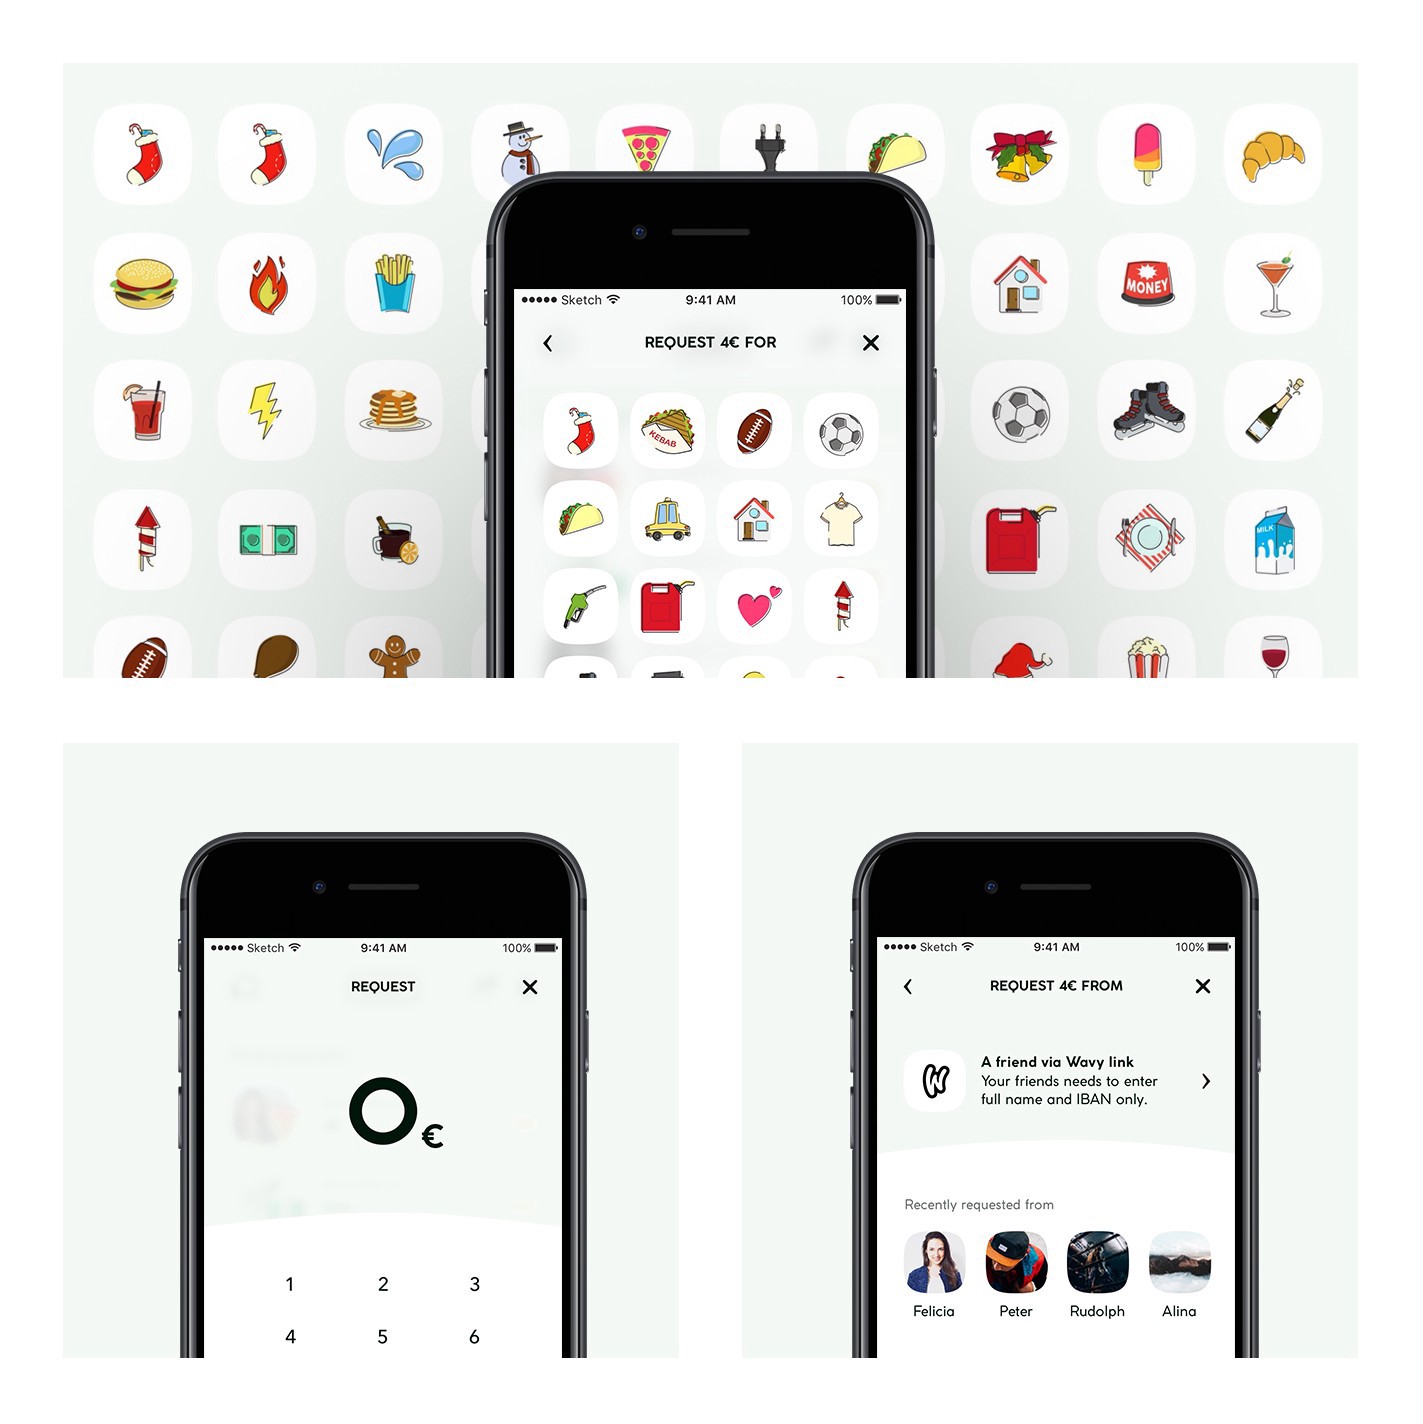 MONEY
Sketch 9:41 AM 100%
REQUEST 4€ FOR
KEBAB
MILK
Sketch 9:41 AM 100%
REQUEST
0€
1 2 3
4 5 6
Sketch 9:41 AM 100%
REQUEST 4€ FROM
W
A friend via Wavy link
Your friends needs to enter
full name and IBAN only.
Recently requested from
Felicia Peter Rudolph Alina